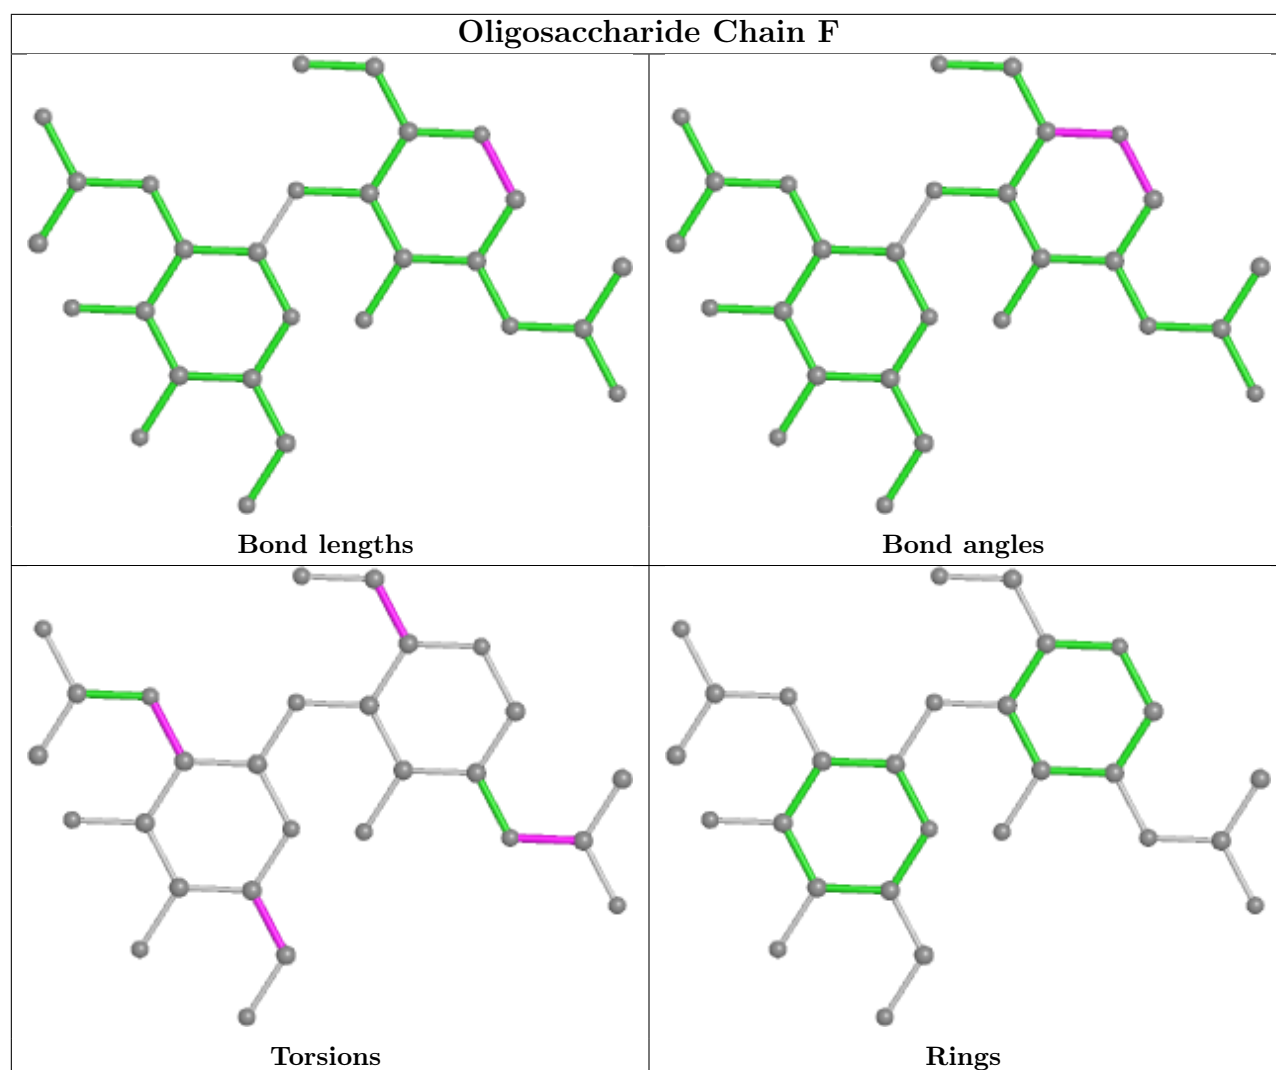 Oligosaccharide Chain F
Bond lengths
Bond angles
Torsions
Rings